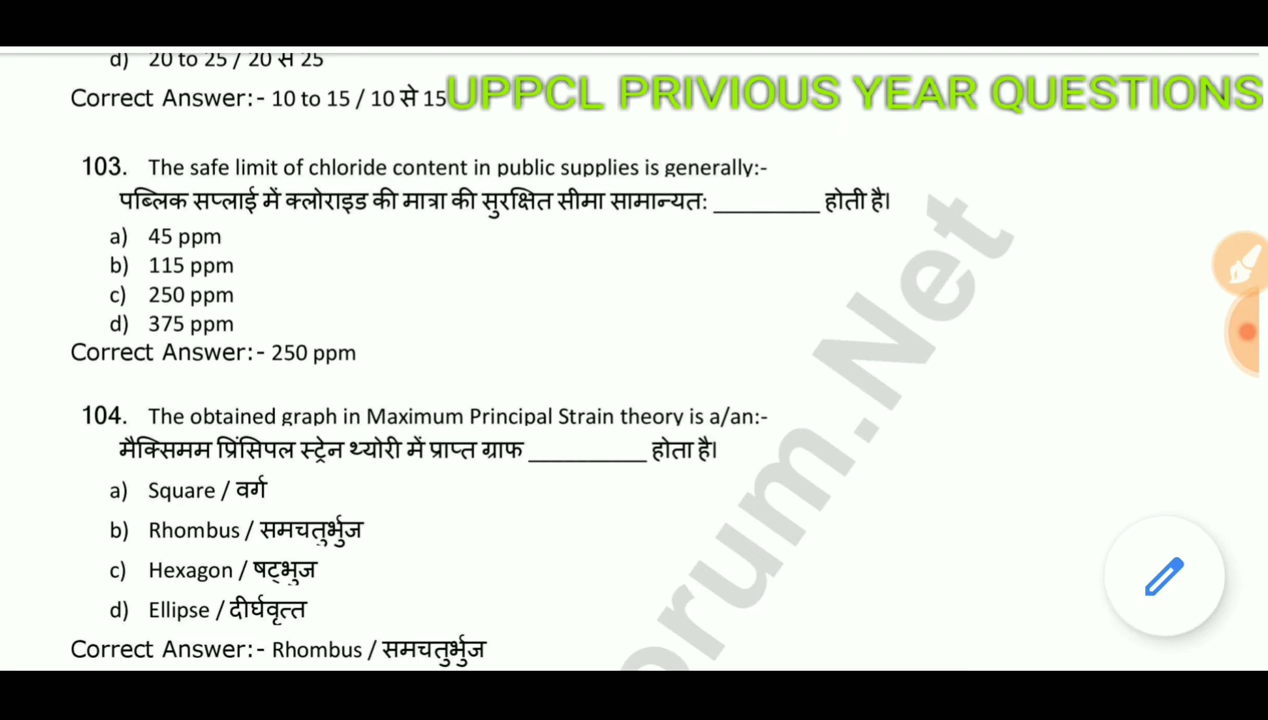 d) 20 to 25 / 20 से 25
Correct Answer:- 10 to 15 / 10 से 15
UPPCL PRIVIOUS YEAR QUESTIONS
103. The safe limit of chloride content in public supplies is generally:-
पब्लिक सप्लाई में क्लोराइड की मात्रा की सुरक्षित सीमा सामान्यतः _________ होती है।
a) 45 ppm
b) 115 ppm
c) 250 ppm
d) 375 ppm
Correct Answer:- 250 ppm
104. The obtained graph in Maximum Principal Strain theory is a/an:-
मैक्सिमम प्रिंसिपल स्ट्रेन थ्योरी में प्राप्त ग्राफ __________ होता है।
a) Square / वर्ग
b) Rhombus / समचतुर्भुज
c) Hexagon / षट्भुज
d) Ellipse / दीर्घवृत्त
Correct Answer:- Rhombus / समचतुर्भुज
orum.Net